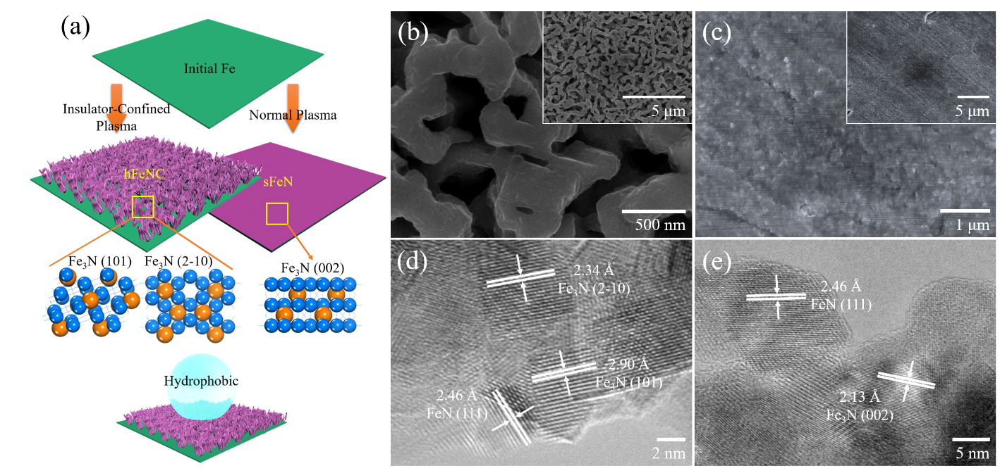 (a)
Initial Fe
Insulator-Confined
Plasma
Normal Plasma
hFeNC
sFeN
Fe₃N (101)
Fe₃N (2-10)
Fe₃N (002)
Hydrophobic
(b)
5 μm
500 nm
(c)
5 μm
1 μm
(d)
2.34 Å
Fe₃N (2-10)
2.90 Å
Fe₃N (101)
2.46 Å
FeN (111)
2 nm
(e)
2.46 Å
FeN (111)
2.13 Å
Fe₃N (002)
5 nm